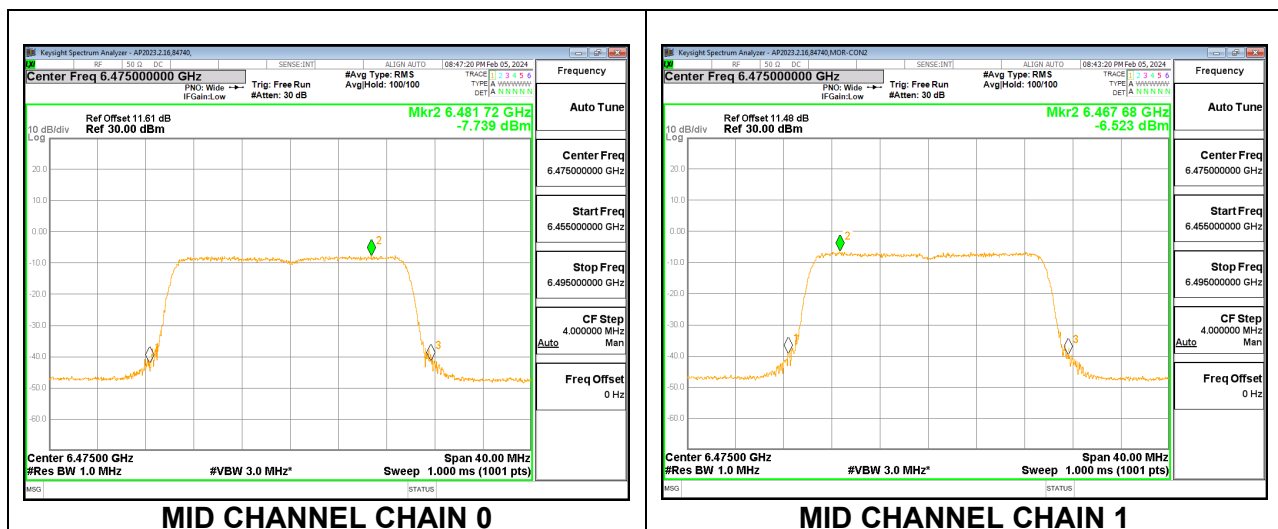 Keysight Spectrum Analyzer - AP2023.2.16,84740,
RF 50 Ω DC SENSE:INT ALIGN AUTO 08:47:20 PM Feb 05, 2024
Center Freq 6.475000000 GHz
PNO: Wide
IFGain:Low
Trig: Free Run
#Atten: 30 dB
#Avg Type: RMS
Avg|Hold: 100/100
TRACE 1 2 3 4 5 6
TYPE A WWWWW
DET A N N N N N
Frequency
Ref Offset 11.61 dB
10 dB/div Ref 30.00 dBm
Log
Mkr2 6.481 72 GHz
-7.739 dBm
20.0
10.0
0.00
-10.0
-20.0
-30.0
-40.0
-50.0
-60.0
2
3
Center 6.47500 GHz Span 40.00 MHz
#Res BW 1.0 MHz #VBW 3.0 MHz* Sweep 1.000 ms (1001 pts)
MSG STATUS
Auto Tune
Center Freq
6.475000000 GHz
Start Freq
6.455000000 GHz
Stop Freq
6.495000000 GHz
CF Step
4.000000 MHz
Auto Man
Freq Offset
0 Hz
MID CHANNEL CHAIN 0
Keysight Spectrum Analyzer - AP2023.2.16,84740,MOR-CON2
RF 50 Ω DC SENSE:INT ALIGN AUTO 08:43:20 PM Feb 05, 2024
Center Freq 6.475000000 GHz
PNO: Wide
IFGain:Low
Trig: Free Run
#Atten: 30 dB
#Avg Type: RMS
Avg|Hold: 100/100
TRACE 1 2 3 4 5 6
TYPE A WWWWW
DET A N N N N N
Frequency
Ref Offset 11.48 dB
10 dB/div Ref 30.00 dBm
Log
Mkr2 6.467 68 GHz
-6.523 dBm
20.0
10.0
0.00
-10.0
-20.0
-30.0
-40.0
-50.0
-60.0
2
3
Center 6.47500 GHz Span 40.00 MHz
#Res BW 1.0 MHz #VBW 3.0 MHz* Sweep 1.000 ms (1001 pts)
MSG STATUS
Auto Tune
Center Freq
6.475000000 GHz
Start Freq
6.455000000 GHz
Stop Freq
6.495000000 GHz
CF Step
4.000000 MHz
Auto Man
Freq Offset
0 Hz
MID CHANNEL CHAIN 1